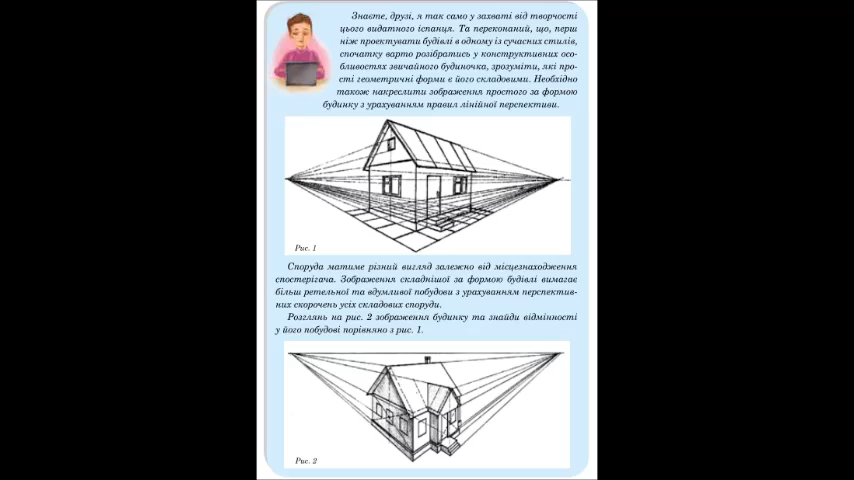 Знаєте, друзі, я так само у захваті від творчості
цього видатного іспанця. Та переконаний, що, перш
ніж проектувати будівлі в одному із сучасних стилів,
спочатку варто розібратись у конструктивних осо-
бливостях звичайного будиночка, зрозуміти, які про-
сті геометричні форми є його складовими. Необхідно
також накреслити зображення простого за формою
будинку з урахуванням правил лінійної перспективи.
Рис. 1
Споруда матиме різний вигляд залежно від місцезнаходження
спостерігача. Зображення складнішої за формою будівлі вимагає
більш ретельної та вдумливої побудови з урахуванням перспектив-
них скорочень усіх складових споруди.
Розглянь на рис. 2 зображення будинку та знайди відмінності
у його побудові порівняно з рис. 1.
Рис. 2